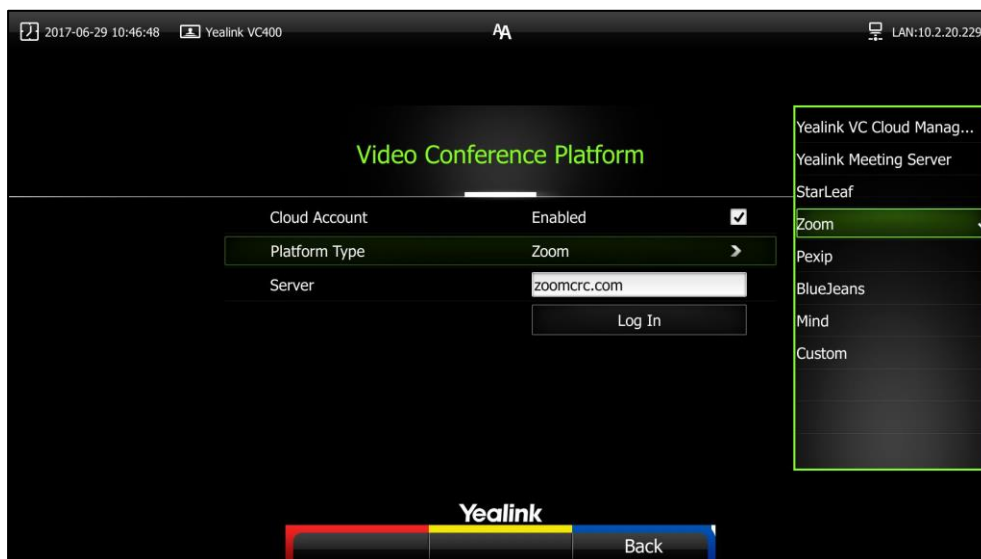 2017-06-29 10:46:48 Yealink VC400 AA LAN:10.2.20.229
Video Conference Platform
Cloud Account Enabled
Platform Type Zoom
Server zoomcrc.com
Log In
Yealink VC Cloud Manag...
Yealink Meeting Server
StarLeaf
Zoom
Pexip
BlueJeans
Mind
Custom
Yealink
Back